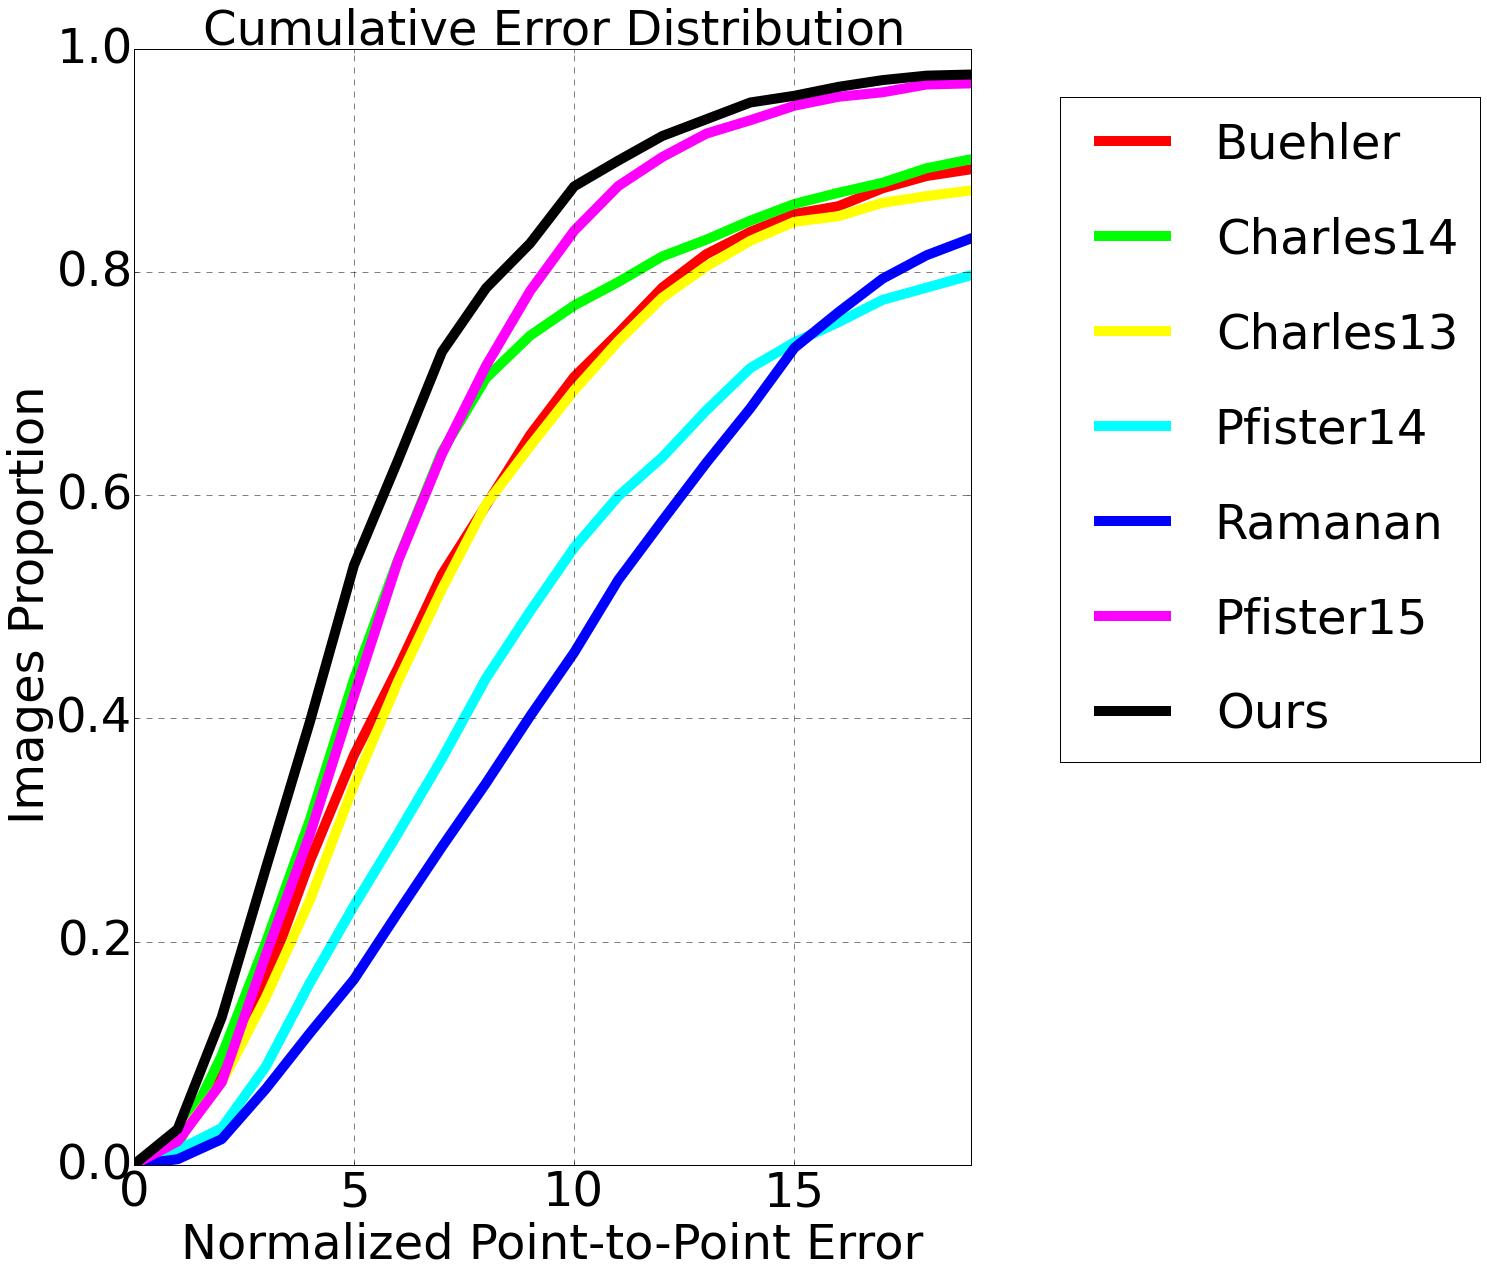 Cumulative Error Distribution
1.0
0.8
0.6
0.4
0.2
0.0
Images Proportion
0 5 10 15
Normalized Point-to-Point Error
Buehler
Charles14
Charles13
Pfister14
Ramanan
Pfister15
Ours